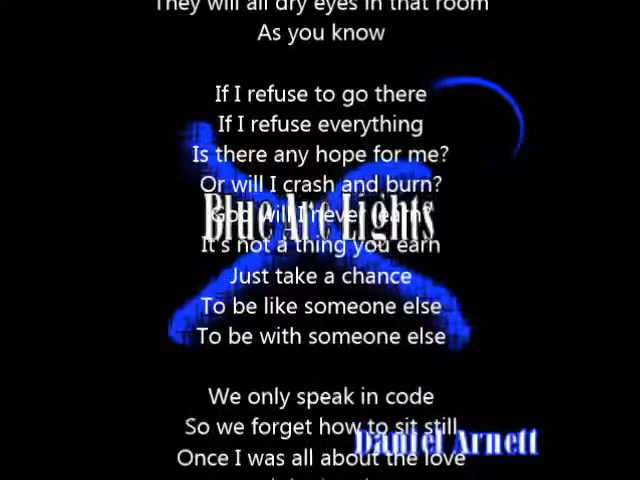 They will all dry eyes in that room
As you know
If I refuse to go there
If I refuse everything
Is there any hope for me?
Or will I crash and burn?
God will I never learn?
Blue Arc Lights
It's not a thing you earn
Just take a chance
To be like someone else
To be with someone else
We only speak in code
So we forget how to sit still
Daniel Arnett
Once I was all about the love